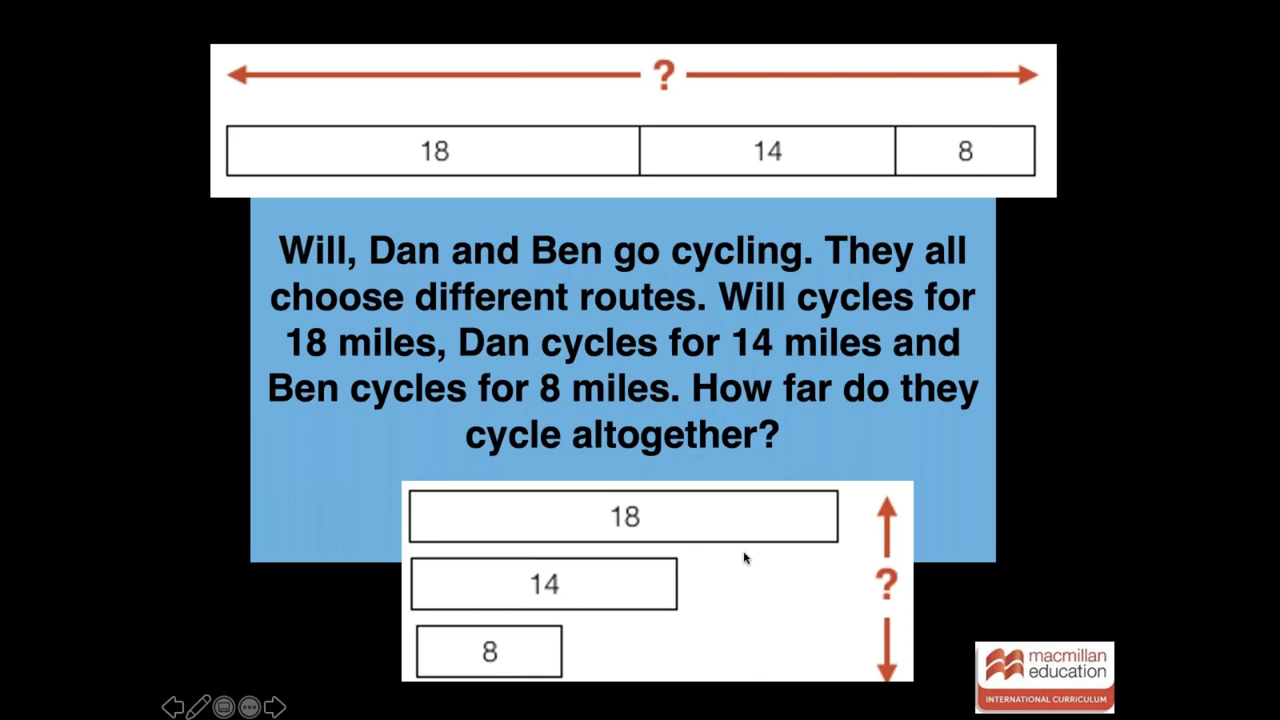 ?
18 14 8
Will, Dan and Ben go cycling. They all
choose different routes. Will cycles for
18 miles, Dan cycles for 14 miles and
Ben cycles for 8 miles. How far do they
cycle altogether?
18
14
?
8
macmillan
education
INTERNATIONAL CURRICULUM